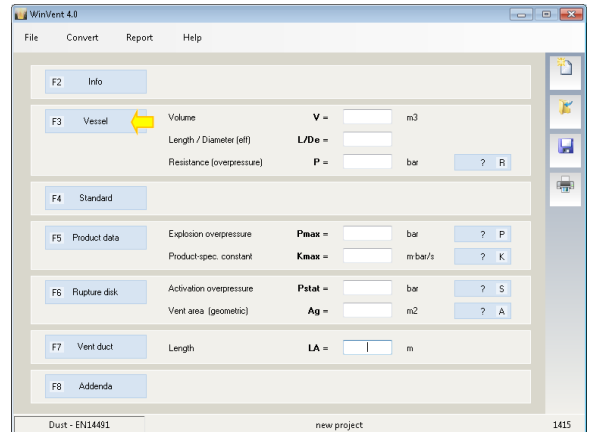 WinVent 4.0
File Convert Report Help
F2 Info
F3 Vessel Volume V = m3
Length / Diameter (eff) L/De =
Resistance (overpressure) P = bar ? R
F4 Standard
F5 Product data Explosion overpressure Pmax = bar ? P
Product-spec. constant Kmax = m·bar/s ? K
F6 Rupture disk Activation overpressure Pstat = bar ? S
Vent area (geometric) Ag = m2 ? A
F7 Vent duct Length LA = m
F8 Addenda
Dust - EN14491 new project 1415